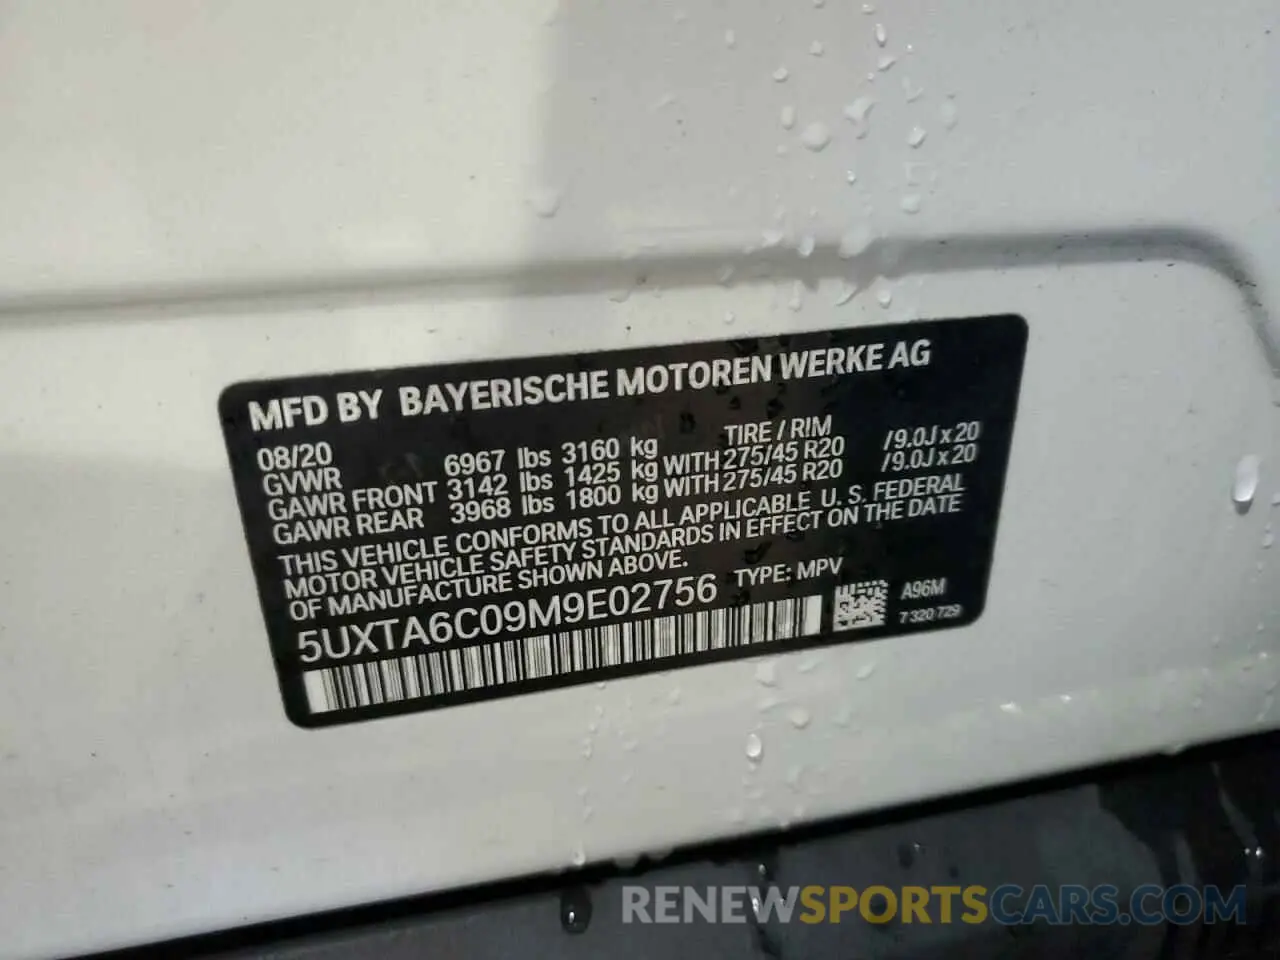 MFD BY BAYERISCHE MOTOREN WERKE AG
08/20 TIRE / RIM
GVWR 6967 lbs 3160 kg
GAWR FRONT 3142 lbs 1425 kg WITH 275/45 R20 /9.0J x 20
GAWR REAR 3968 lbs 1800 kg WITH 275/45 R20 /9.0J x 20
THIS VEHICLE CONFORMS TO ALL APPLICABLE U. S. FEDERAL
MOTOR VEHICLE SAFETY STANDARDS IN EFFECT ON THE DATE
OF MANUFACTURE SHOWN ABOVE.
5UXTA6C09M9E02756 TYPE: MPV
A96M
7 320 729
RENEWSPORTSCARS.COM